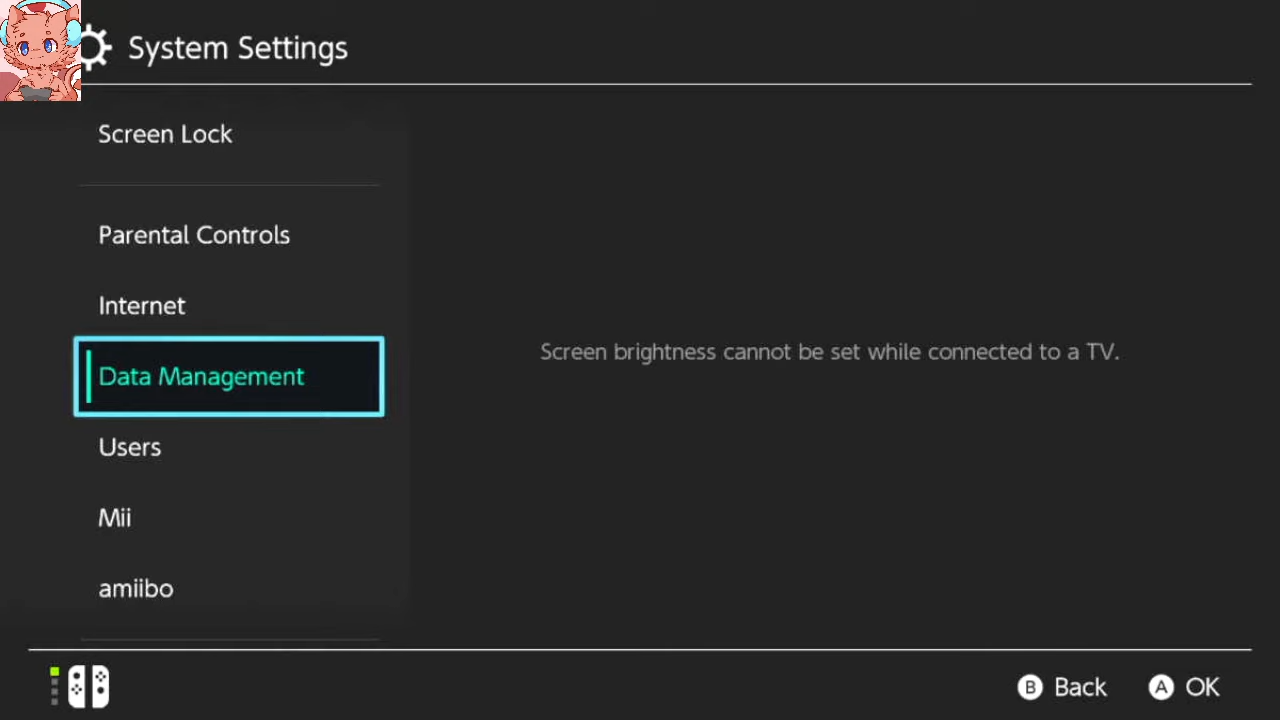 System Settings
Screen Lock
Parental Controls
Internet
Data Management
Users
Mii
amiibo
Screen brightness cannot be set while connected to a TV.
B Back A OK